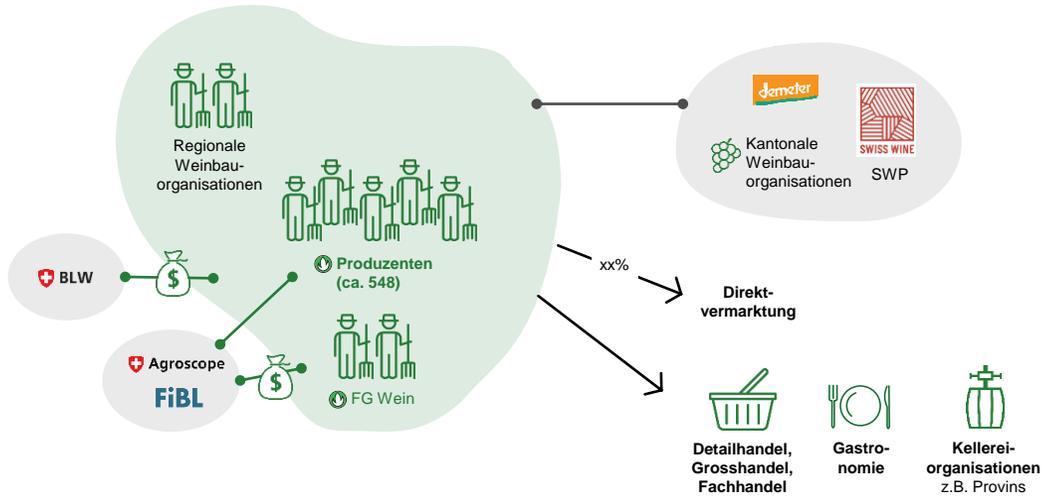 Regionale
Weinbau-
organisationen
demeter
SWISS WINE
Kantonale
Weinbau-
organisationen
SWP
BLW
$
Produzenten
(ca. 548)
xx%
Direkt-
vermarktung
Agroscope
FiBL
$
FG Wein
Detailhandel,
Grosshandel,
Fachhandel
Gastro-
nomie
Kellerei-
organisationen
z.B. Provins